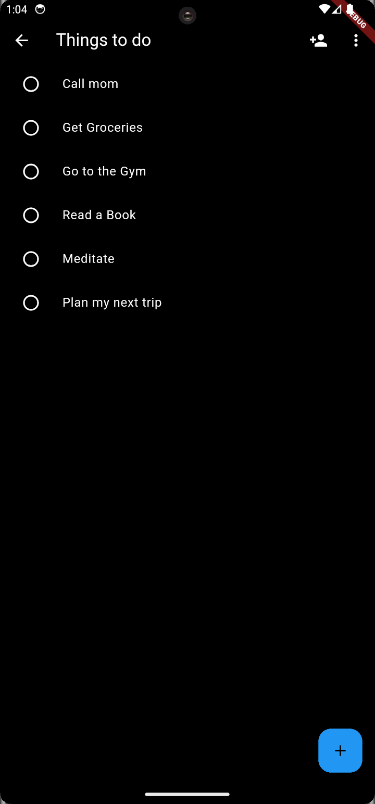 1:04
DEBUG
Things to do
Call mom
Get Groceries
Go to the Gym
Read a Book
Meditate
Plan my next trip